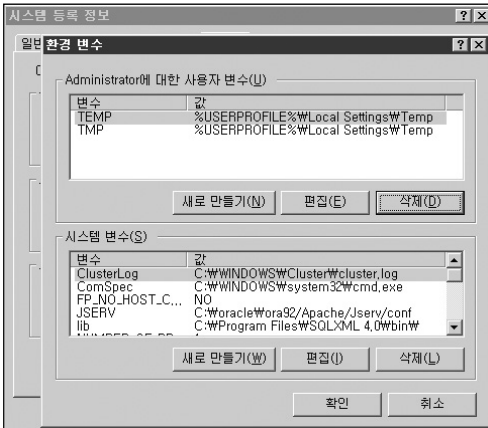 시스템 등록 정보
일반
환경 변수
Administrator에 대한 사용자 변수(U)
변수 값
TEMP %USERPROFILE%₩Local Settings₩Temp
TMP %USERPROFILE%₩Local Settings₩Temp
새로 만들기(N) 편집(E) 삭제(D)
시스템 변수(S)
변수 값
ClusterLog C:₩WINDOWS₩Cluster₩cluster.log
ComSpec C:₩WINDOWS₩system32₩cmd.exe
FP_NO_HOST_C... NO
JSERV C:₩oracle₩ora92/Apache/Jserv/conf
lib C:₩Program Files₩SQLXML 4.0₩bin₩
새로 만들기(W) 편집(I) 삭제(L)
확인 취소